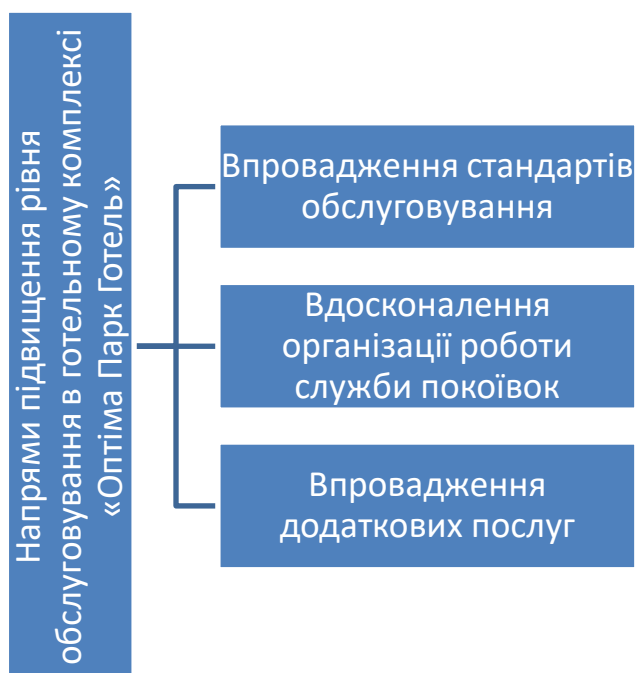 Напрями підвищення рівня
обслуговування в готельному комплексі
«Оптіма Парк Готель»
Впровадження стандартів
обслуговування
Вдосконалення
організації роботи
служби покоївок
Впровадження
додаткових послуг